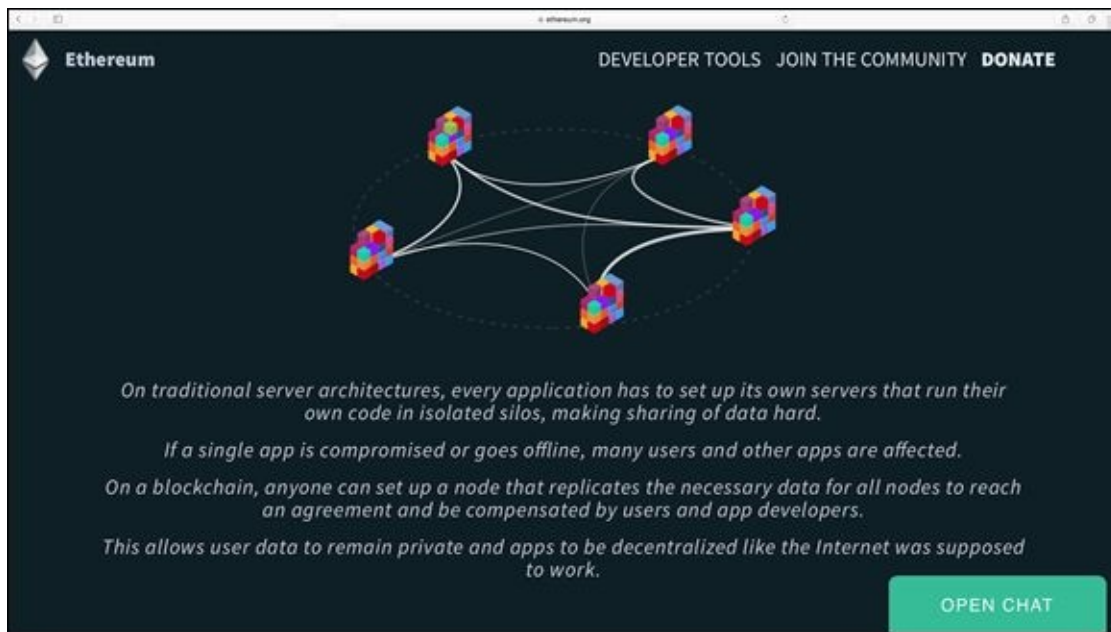 ethereum.org
Ethereum
DEVELOPER TOOLS JOIN THE COMMUNITY DONATE
On traditional server architectures, every application has to set up its own servers that run their
own code in isolated silos, making sharing of data hard.
If a single app is compromised or goes offline, many users and other apps are affected.
On a blockchain, anyone can set up a node that replicates the necessary data for all nodes to reach
an agreement and be compensated by users and app developers.
This allows user data to remain private and apps to be decentralized like the Internet was supposed
to work.
OPEN CHAT